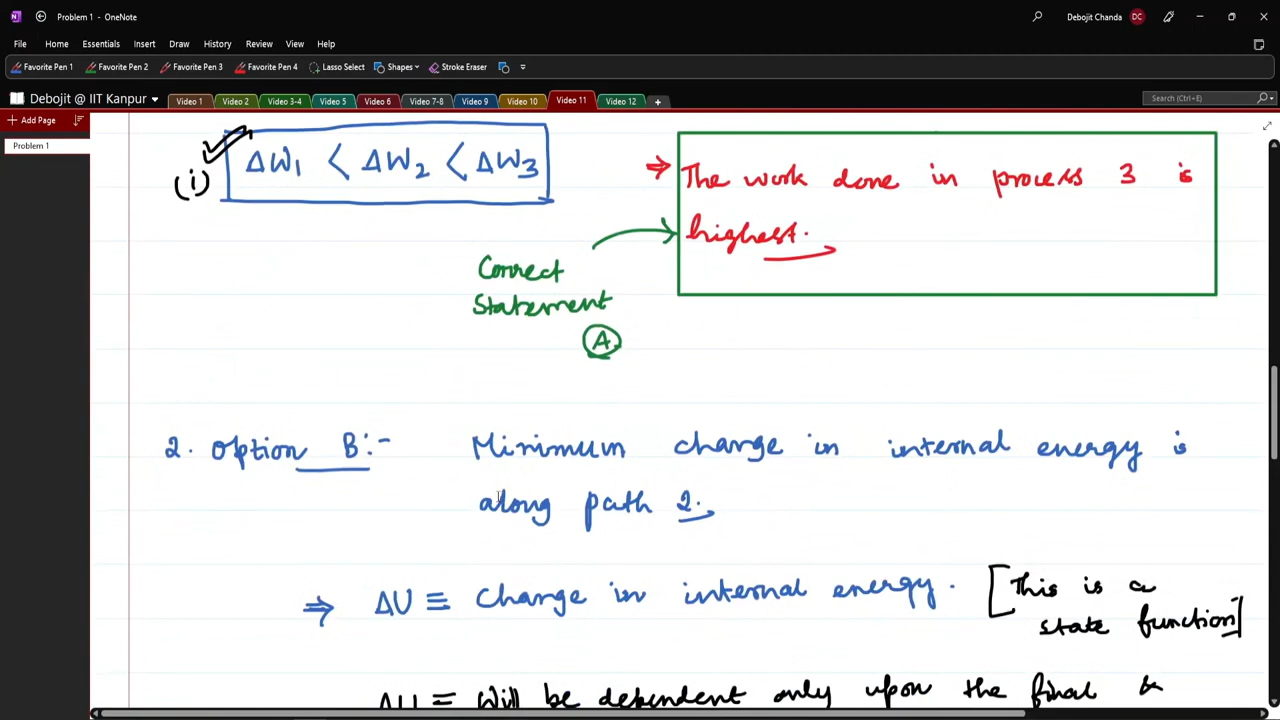 Problem 1 - OneNote
Debojit Chanda DC
File Home Essentials Insert Draw History Review View Help
Favorite Pen 1 Favorite Pen 2 Favorite Pen 3 Favorite Pen 4 Lasso Select Shapes Stroke Eraser
Debojit @ IIT Kanpur Video 1 Video 2 Video 3-4 Video 5 Video 6 Video 7-8 Video 9 Video 10 Video 11 Video 12 + Search (Ctrl+E)
+ Add Page
Problem 1
(i) ΔW1 < ΔW2 < ΔW3
⇒ The work done in process 3 is
highest.
Correct
Statement
A
2. Option B:- Minimum change in internal energy is
along path 2.
⇒ ΔU ≡ change in internal energy. [This is a
state function]
ΔU ≡ Will be dependent only upon the final &